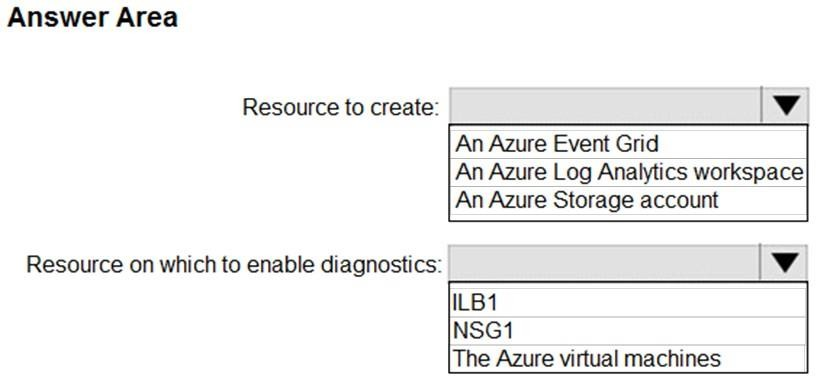 Answer Area
Resource to create:
An Azure Event Grid
An Azure Log Analytics workspace
An Azure Storage account
Resource on which to enable diagnostics:
ILB1
NSG1
The Azure virtual machines